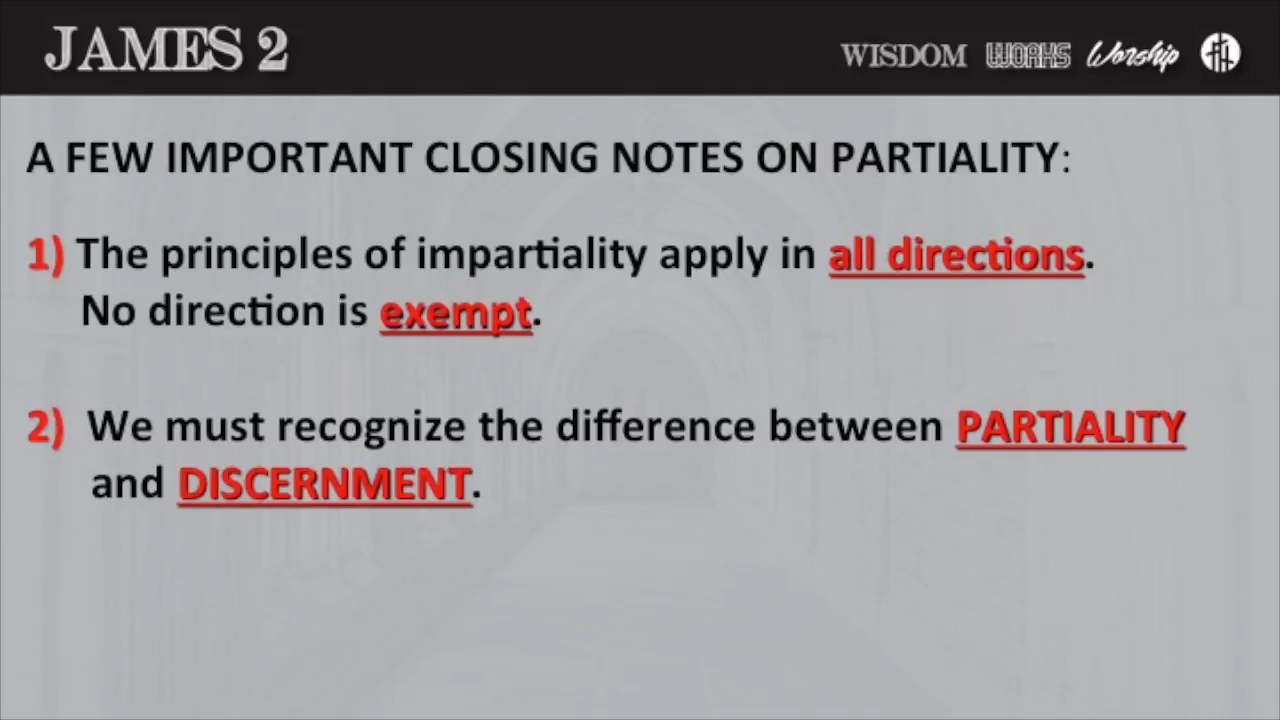 JAMES 2
WISDOM WORKS Worship
A FEW IMPORTANT CLOSING NOTES ON PARTIALITY:
1) The principles of impartiality apply in all directions.
No direction is exempt.
2) We must recognize the difference between PARTIALITY
and DISCERNMENT.